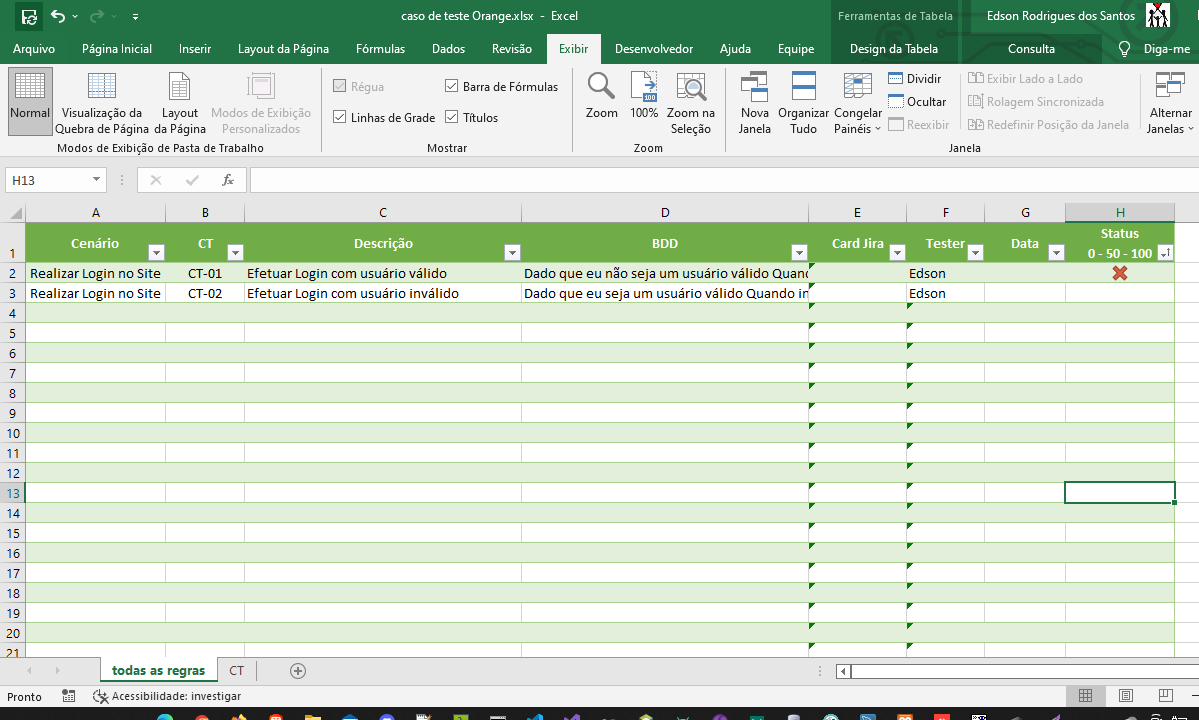 caso de teste Orange.xlsx - Excel
Ferramentas de Tabela
Edson Rodrigues dos Santos
Arquivo
Página Inicial
Inserir
Layout da Página
Fórmulas
Dados
Revisão
Exibir
Desenvolvedor
Ajuda
Equipe
Design da Tabela
Consulta
Diga-me
Normal
Visualização da
Quebra de Página
Layout
da Página
Modos de Exibição
Personalizados
Modos de Exibição de Pasta de Trabalho
Régua
Barra de Fórmulas
Linhas de Grade
Títulos
Mostrar
Zoom
100
100%
Zoom na
Seleção
Zoom
Nova
Janela
Organizar
Tudo
Congelar
Painéis
Dividir
Ocultar
Reexibir
Exibir Lado a Lado
Rolagem Sincronizada
Redefinir Posição da Janela
Alternar
Janelas
Janela
H13
fx
A B C D E F G H
1 Cenário CT Descrição BDD Card Jira Tester Data Status
0 - 50 - 100
2 Realizar Login no Site CT-01 Efetuar Login com usuário válido Dado que eu não seja um usuário válido Quand Edson
3 Realizar Login no Site CT-02 Efetuar Login com usuário inválido Dado que eu seja um usuário válido Quando in Edson
4
5
6
7
8
9
10
11
12
13
14
15
16
17
18
19
20
21
todas as regras
CT
Pronto
Acessibilidade: investigar